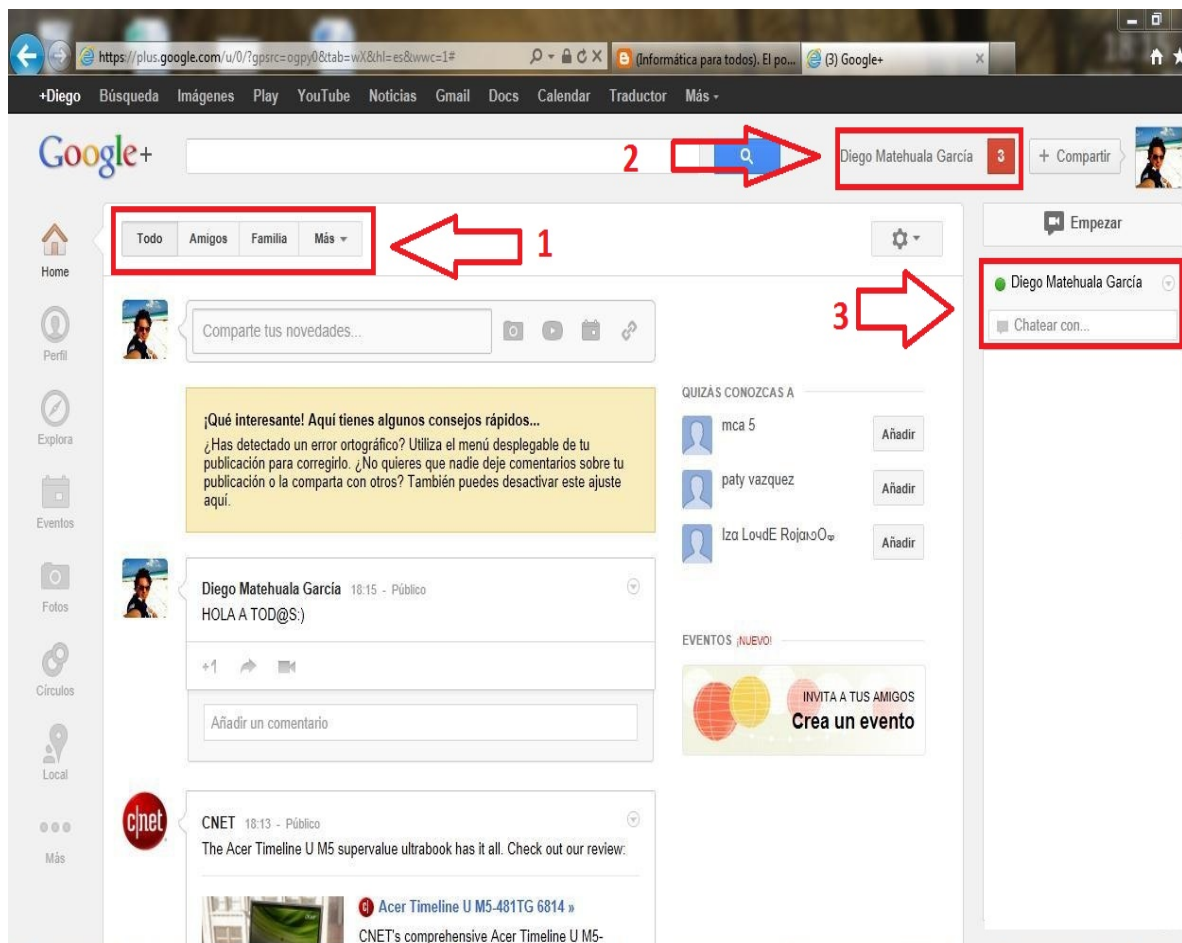 https://plus.google.com/u/0/?gpsrc=ogpy0&tab=wX&hl=es&wwc=1#
(Informática para todos). El po...
(3) Google+
+Diego Búsqueda Imágenes Play YouTube Noticias Gmail Docs Calendar Traductor Más
Google+
2
Diego Matehuala García 3
+ Compartir
Todo Amigos Familia Más
1
Empezar
Home
Diego Matehuala García
3
Chatear con...
Comparte tus novedades...
Perfil
QUIZÁS CONOZCAS A
¡Qué interesante! Aquí tienes algunos consejos rápidos...
¿Has detectado un error ortográfico? Utiliza el menú desplegable de tu
publicación para corregirlo. ¿No quieres que nadie deje comentarios sobre tu
publicación o la comparta con otros? También puedes desactivar este ajuste
aquí.
mca 5 Añadir
paty vazquez Añadir
Añadir
Explora
Eventos
Diego Matehuala García 18:15 - Público
HOLA A TOD@S:)
Fotos
+1
EVENTOS ¡NUEVO!
INVITA A TUS AMIGOS
Crea un evento
Círculos
Añadir un comentario
Local
c|net
CNET 18:13 - Público
The Acer Timeline U M5 supervalue ultrabook has it all. Check out our review:
Más
Acer Timeline U M5-481TG 6814 »
CNET's comprehensive Acer Timeline U M5-